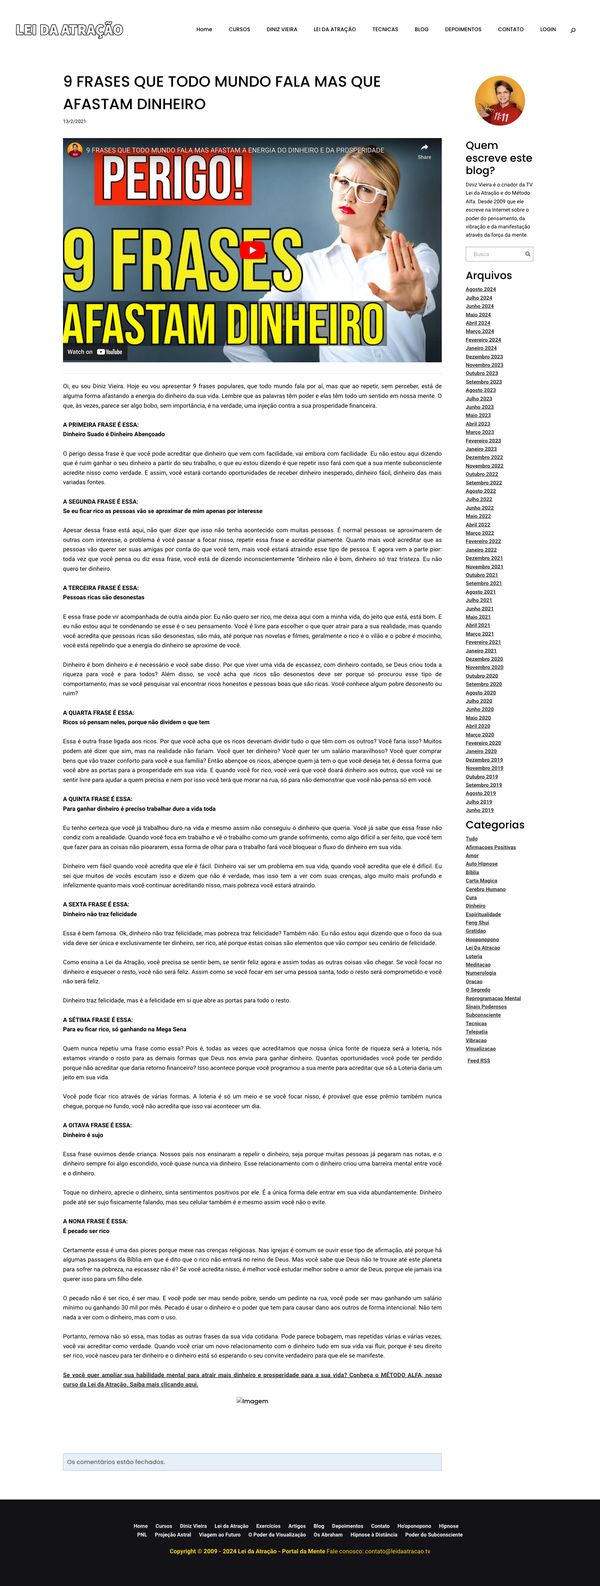 LEI DA ATRAÇÃO
Home CURSOS DINIZ VIEIRA LEI DA ATRAÇÃO TECNICAS BLOG DEPOIMENTOS CONTATO LOGIN
9 FRASES QUE TODO MUNDO FALA MAS QUE
AFASTAM DINHEIRO
13/2/2021
9 FRASES QUE TODO MUNDO FALA MAS AFASTAM A ENERGIA DO DINHEIRO E DA PROSPERIDADE
Share
PERIGO!
9 FRASES
AFASTAM DINHEIRO
Watch on YouTube
Oi, eu sou Diniz Vieira. Hoje eu vou apresentar 9 frases populares, que todo mundo fala por aí, mas que ao repetir, sem perceber, está de
alguma forma afastando a energia do dinheiro da sua vida. Lembre que as palavras têm poder e elas têm todo um sentido em nossa mente. O
que, às vezes, parece ser algo bobo, sem importância, é na verdade, uma injeção contra a sua prosperidade financeira.
A PRIMEIRA FRASE É ESSA:
Dinheiro Suado é Dinheiro Abençoado
O perigo dessa frase é que você pode acreditar que dinheiro que vem com facilidade, vai embora com facilidade. Eu não estou aqui dizendo
que é ruim ganhar o seu dinheiro a partir do seu trabalho, o que eu estou dizendo é que repetir isso fará com que a sua mente subconsciente
acredite nisso como verdade. E assim, você estará cortando oportunidades de receber dinheiro inesperado, dinheiro fácil, dinheiro das mais
variadas fontes.
A SEGUNDA FRASE É ESSA:
Se eu ficar rico as pessoas vão se aproximar de mim apenas por interesse
Apesar dessa frase está aqui, não quer dizer que isso não tenha acontecido com muitas pessoas. É normal pessoas se aproximarem de
outras com interesse, o problema é você passar a focar nisso, repetir essa frase e acreditar piamente. Quanto mais você acreditar que as
pessoas vão querer ser suas amigas por conta do que você tem, mais você estará atraindo esse tipo de pessoa. E agora vem a parte pior:
toda vez que você pensa ou diz essa frase, você está de dizendo inconscientemente "dinheiro não é bom, dinheiro só traz tristeza. Eu não
quero ter dinheiro.
A TERCEIRA FRASE É ESSA:
Pessoas ricas são desonestas
E essa frase pode vir acompanhada de outra ainda pior: Eu não quero ser rico, me deixa aqui com a minha vida, do jeito que está, está bom. E
eu não estou aqui te condenando se esse é o seu pensamento. Você é livre para escolher o que quer atrair para a sua realidade, mas quando
você acredita que pessoas ricas são desonestas, são más, até porque nas novelas e filmes, geralmente o rico é o vilão e o pobre é mocinho,
você está repelindo que a energia do dinheiro se aproxime de você.
Dinheiro é bom dinheiro e é necessário e você sabe disso. Por que viver uma vida de escassez, com dinheiro contado, se Deus criou toda a
riqueza para você e para todos? Além disso, se você acha que ricos são desonestos deve ser porque só procurou esse tipo de
comportamento, mas se você pesquisar vai encontrar ricos honestos e pessoas boas que são ricas. Você conhece algum pobre desonesto ou
ruim?
A QUARTA FRASE É ESSA:
Ricos só pensam neles, porque não dividem o que tem
Essa é outra frase ligada aos ricos. Por que você acha que os ricos deveriam dividir tudo o que têm com os outros? Você faria isso? Muitos
podem até dizer que sim, mas na realidade não fariam. Você quer ter dinheiro? Você quer ter um salário maravilhoso? Você quer comprar
bens que vão trazer conforto para você e sua família? Então abençoe os ricos, abençoe quem já tem o que você deseja ter, é dessa forma que
você abre as portas para a prosperidade em sua vida. E quando você for rico, você verá que você doará dinheiro aos outros, que você vai se
sentir livre para ajudar a quem precisa e nem por isso você terá que morar na rua, só para não demonstrar que você não pensa só em você.
A QUINTA FRASE É ESSA:
Para ganhar dinheiro é preciso trabalhar duro a vida toda
Eu tenho certeza que você já trabalhou duro na vida e mesmo assim não conseguiu o dinheiro que queria. Você já sabe que essa frase não
condiz com a realidade. Quando você foca em trabalho e vê o trabalho como um grande sofrimento, como algo difícil a ser feito, que você tem
que fazer para as coisas não pioararem, essa forma de olhar para o trabalho fará você bloquear o fluxo do dinheiro em sua vida.
Dinheiro vem fácil quando você acredita que ele é fácil. Dinheiro vai ser um problema em sua vida, quando você acredita que ele é difícil. Eu
sei que muitos de vocês escutam isso e dizem que não é verdade, mas isso tem a ver com suas crenças, algo muito mais profundo e
infelizmente quanto mais você continuar acreditando nisso, mais pobreza você estará atraindo.
A SEXTA FRASE É ESSA:
Dinheiro não traz felicidade
Essa é bem famosa. Ok, dinheiro não traz felicidade, mas pobreza traz felicidade? Também não. Eu não estou aqui dizendo que o foco da sua
vida deve ser única e exclusivamente ter dinheiro, ser rico, até porque estas coisas são elementos que vão compor seu cenário de felicidade.
Como ensina a Lei da Atração, você precisa se sentir bem, se sentir feliz agora e assim todas as outras coisas vão chegar. Se você focar no
dinheiro e esquecer o resto, você não será feliz. Assim como se você focar em ser uma pessoa santa, todo o resto será comprometido e você
não será feliz.
Dinheiro traz felicidade, mas é a felicidade em si que abre as portas para todo o resto.
A SÉTIMA FRASE É ESSA:
Para eu ficar rico, só ganhando na Mega Sena
Quem nunca repetiu uma frase como essa? Pois é, todas as vezes que acreditamos que nossa única fonte de riqueza será a loteria, nós
estamos virando o rosto para as demais formas que Deus nos envia para ganhar dinheiro. Quantas oportunidades você pode ter perdido
porque não acreditar que daria retorno financeiro? Isso acontece porque você programou a sua mente para acreditar que só a Loteria daria um
jeito em sua vida.
Você pode ficar rico através de várias formas. A loteria é só um meio e se você focar nisso, é provável que esse prêmio também nunca
chegue, porque no fundo, você não acredita que isso vai acontecer um dia.
A OITAVA FRASE É ESSA:
Dinheiro é sujo
Essa frase ouvimos desde criança. Nossos pais nos ensinaram a repelir o dinheiro, seja porque muitas pessoas já pegaram nas notas, e o
dinheiro sempre foi algo escondido, você quase nunca via dinheiro. Esse relacionamento com o dinheiro criou uma barreira mental entre você
e o dinheiro.
Toque no dinheiro, aprecie o dinheiro, sinta sentimentos positivos por ele. É a única forma dele entrar em sua vida abundantemente. Dinheiro
pode até ser sujo fisicamente falando, mas seu celular também é e mesmo assim você não o evite.
A NONA FRASE É ESSA:
É pecado ser rico
Certamente essa é uma das piores porque mexe nas crenças religiosas. Nas igrejas é comum se ouvir esse tipo de afirmação, até porque há
algumas passagens da Bíblia em que é dito que o rico não entrará no reino de Deus. Mas você sabe que Deus não te trouxe até este planeta
para sofrer na pobreza, na escassez não é? Se você acredita nisso, é melhor você estudar melhor sobre o amor de Deus, porque ele jamais iria
querer isso para um filho dele.
O pecado não é ser rico, é ser mau. E você pode ser mau sendo pobre, sendo um pedinte na rua, você pode ser mau ganhando um salário
mínimo ou ganhando 30 mil por mês. Pecado é usar o dinheiro e o poder que tem para causar dano aos outros de forma intencional. Não tem
nada a ver com o dinheiro, mas com o uso.
Portanto, remova não só essa, mas todas as outras frases da sua vida cotidiana. Pode parece bobagem, mas repetidas várias e várias vezes,
você vai acreditar como verdade. Quando você criar um novo relacionamento com o dinheiro tudo em sua vida vai fluir, porque é seu direito
ser rico, você nasceu para ter dinheiro e o dinheiro está só esperando o seu convite verdadeiro para que ele se manifeste.
Se você quer ampliar sua habilidade mental para atrair mais dinheiro e prosperidade para a sua vida? Conheça o MÉTODO ALFA, nosso
curso da Lei da Atração. Saiba mais clicando aqui.
Imagem
Os comentários estão fechados.
11:11
Quem
escreve este
blog?
Diniz Vieira é o criador da TV
Lei da Atração e do Método
Alfa. Desde 2009 que ele
escreve na Internet sobre o
poder do pensamento, da
vibração e da manifestação
através da força da mente.
Busca
Arquivos
Agosto 2024
Julho 2024
Junho 2024
Maio 2024
Abril 2024
Março 2024
Fevereiro 2024
Janeiro 2024
Dezembro 2023
Novembro 2023
Outubro 2023
Setembro 2023
Agosto 2023
Julho 2023
Junho 2023
Maio 2023
Abril 2023
Março 2023
Fevereiro 2023
Janeiro 2023
Dezembro 2022
Novembro 2022
Outubro 2022
Setembro 2022
Agosto 2022
Julho 2022
Junho 2022
Maio 2022
Abril 2022
Março 2022
Fevereiro 2022
Janeiro 2022
Dezembro 2021
Novembro 2021
Outubro 2021
Setembro 2021
Agosto 2021
Julho 2021
Junho 2021
Maio 2021
Abril 2021
Março 2021
Fevereiro 2021
Janeiro 2021
Dezembro 2020
Novembro 2020
Outubro 2020
Setembro 2020
Agosto 2020
Julho 2020
Junho 2020
Maio 2020
Abril 2020
Março 2020
Fevereiro 2020
Janeiro 2020
Dezembro 2019
Novembro 2019
Outubro 2019
Setembro 2019
Agosto 2019
Julho 2019
Junho 2019
Categorias
Tudo
Afirmacoes Positivas
Amor
Auto Hipnose
Bíblia
Carta Magica
Cerebro Humano
Cura
Dinheiro
Espiritualidade
Feng Shui
Gratidao
Hooponopono
Lei Da Atracao
Loteria
Meditacao
Numerologia
Oracao
O Segredo
Reprogramacao Mental
Sinais Poderosos
Subconsciente
Tecnicas
Telepatia
Vibracao
Visualizacao
Feed RSS
Home Cursos Diniz Vieira Lei da Atração Exercícios Artigos Blog Depoimentos Contato Ho'oponopono Hipnose
PNL Projeção Astral Viagem ao Futuro O Poder da Visualização Os Abraham Hipnose à Distância Poder do Subconsciente
Copyright © 2009 - 2024 Lei da Atração - Portal da Mente Fale conosco: contato@leidaatracao.tv